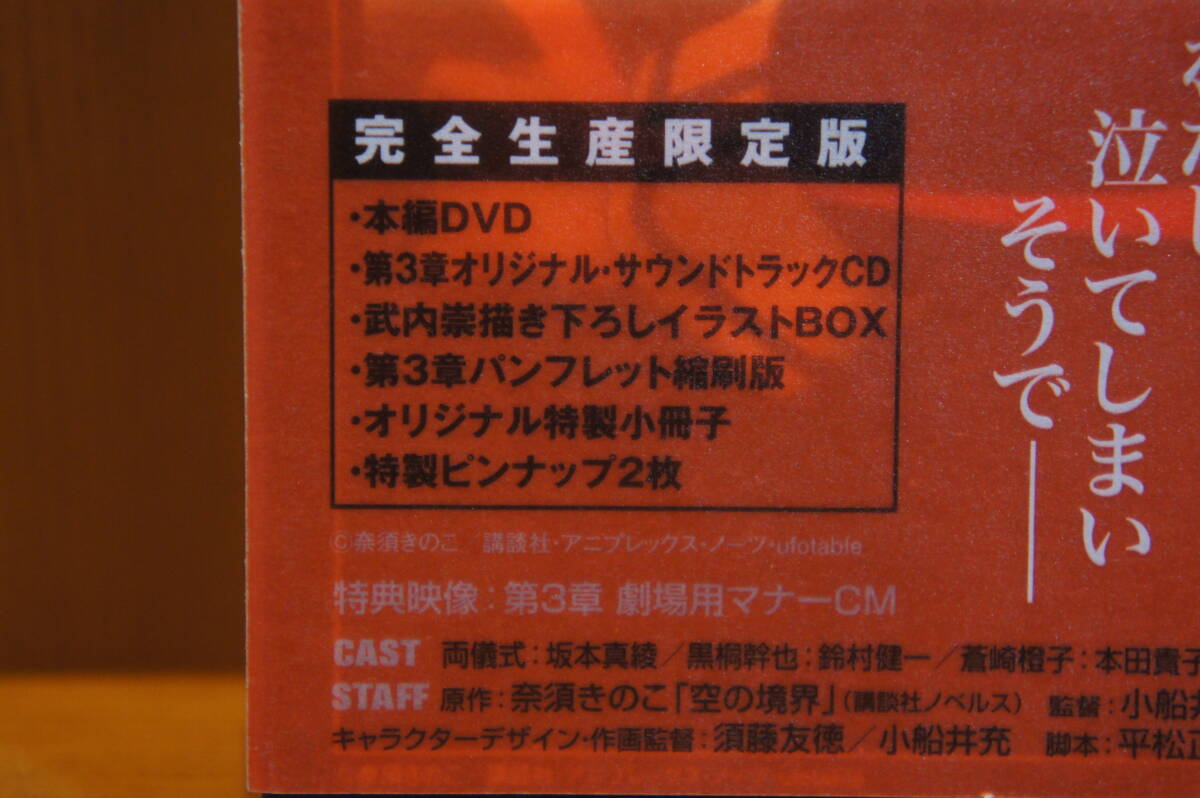 完全生産限定版
・本編DVD
・第3章オリジナル・サウンドトラックCD
・武内崇描き下ろしイラストBOX
・第3章パンフレット縮刷版
・オリジナル特製小冊子
・特製ピンナップ2枚
©奈須きのこ/講談社・アニプレックス・ノーツ・ufotable
特典映像:第3章 劇場用マナーCM
CAST 両儀式:坂本真綾/黒桐幹也:鈴村健一/蒼崎橙子:本田貴子
STAFF 原作:奈須きのこ「空の境界」(講談社ノベルス) 監督:小船井
キャラクターデザイン・作画監督:須藤友徳/小船井充 脚本:平松正
泣いてしまい
そうで――